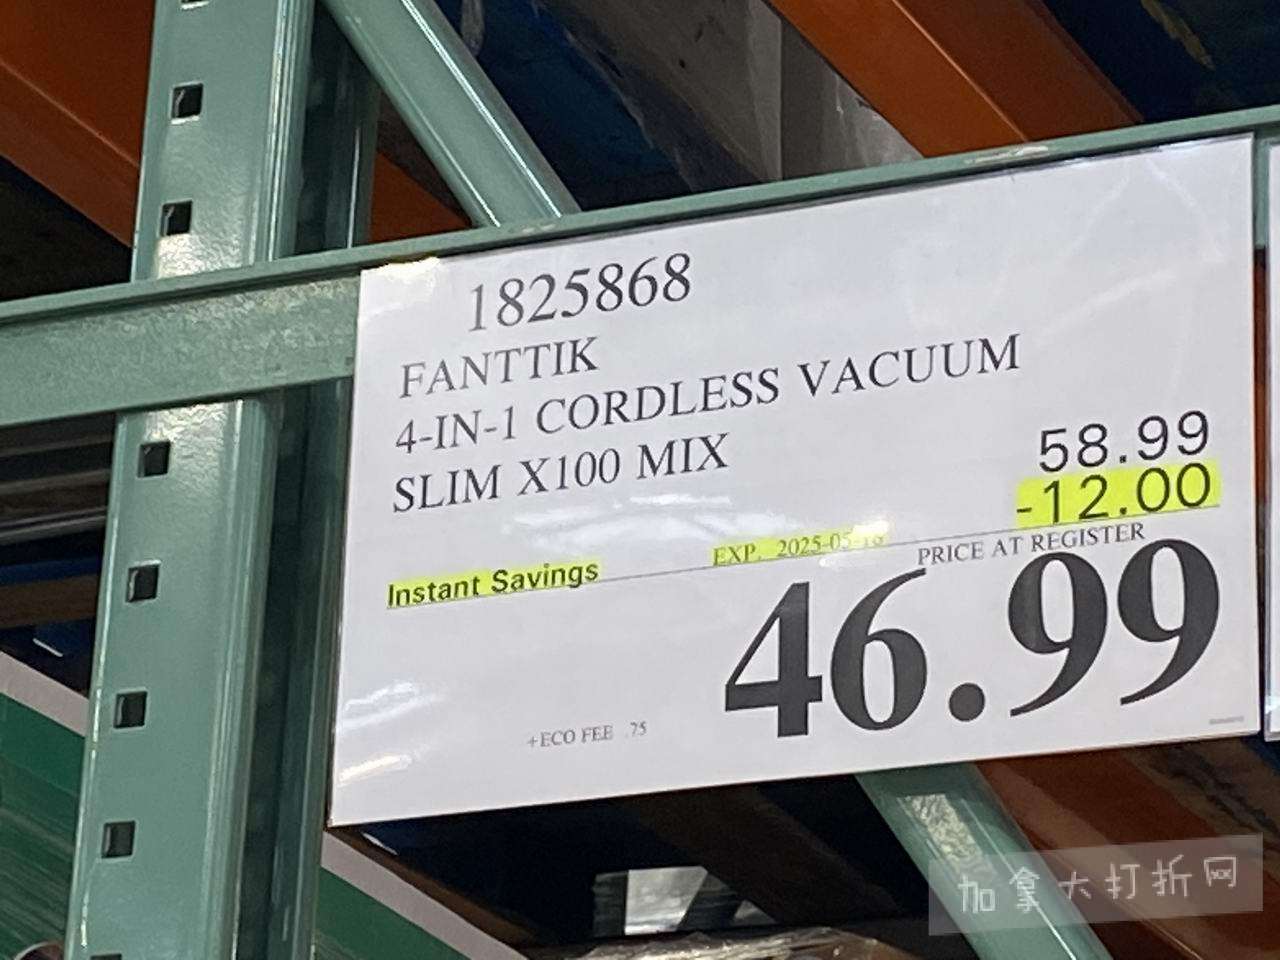 1825868
FANTTIK
4-IN-1 CORDLESS VACUUM
SLIM X100 MIX
58.99
-12.00
Instant Savings
EXP. 2025-05-18
PRICE AT REGISTER
46.99
+ECO FEE .75
加拿大打折网